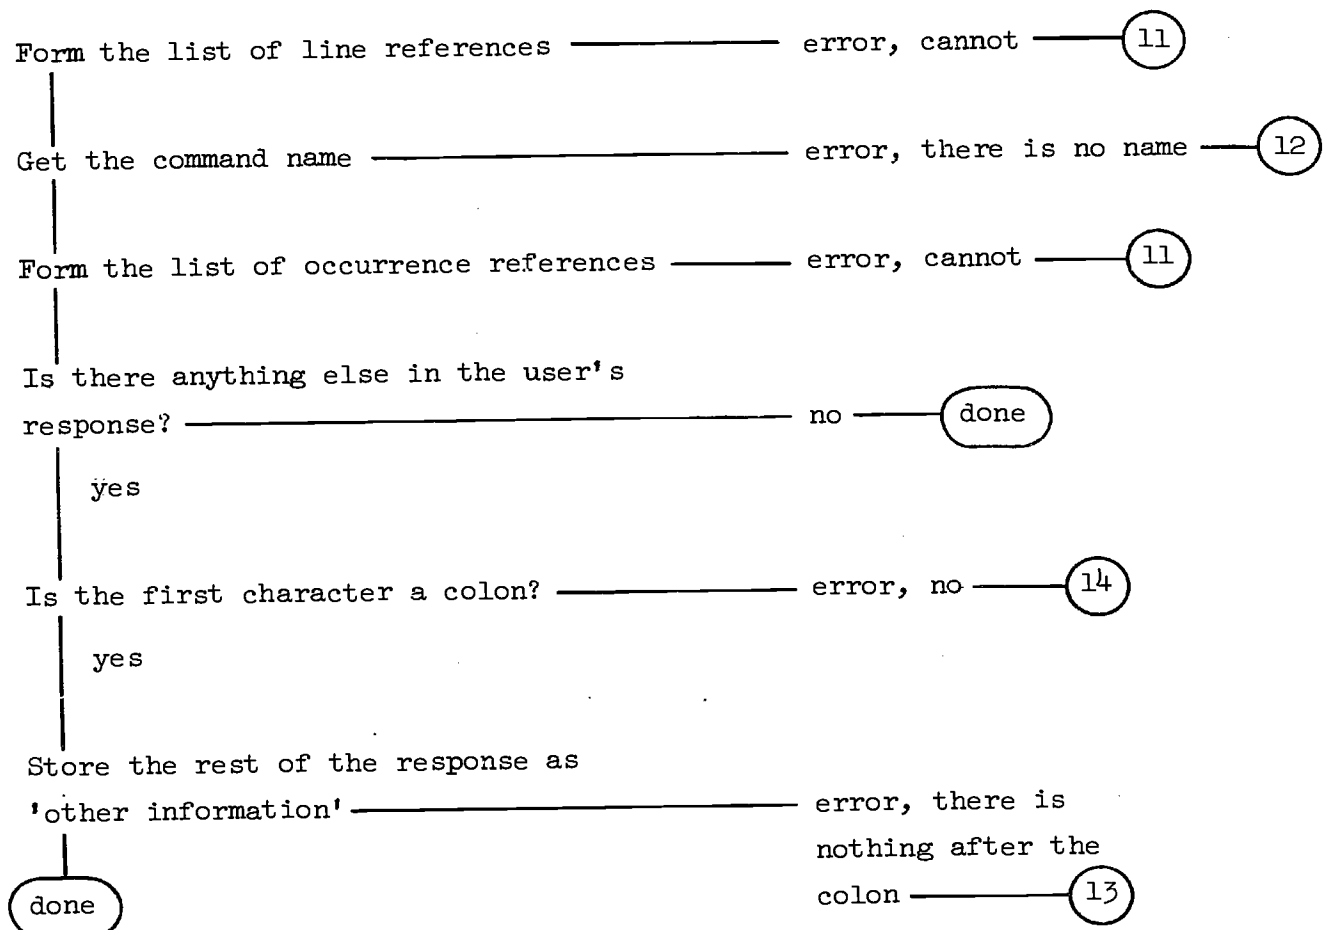 Form the list of line references error, cannot 11
Get the command name error, there is no name 12
Form the list of occurrence references error, cannot 11
Is there anything else in the user's
response? no done
yes
Is the first character a colon? error, no 14
yes
Store the rest of the response as
'other information' error, there is
nothing after the
colon 13
done